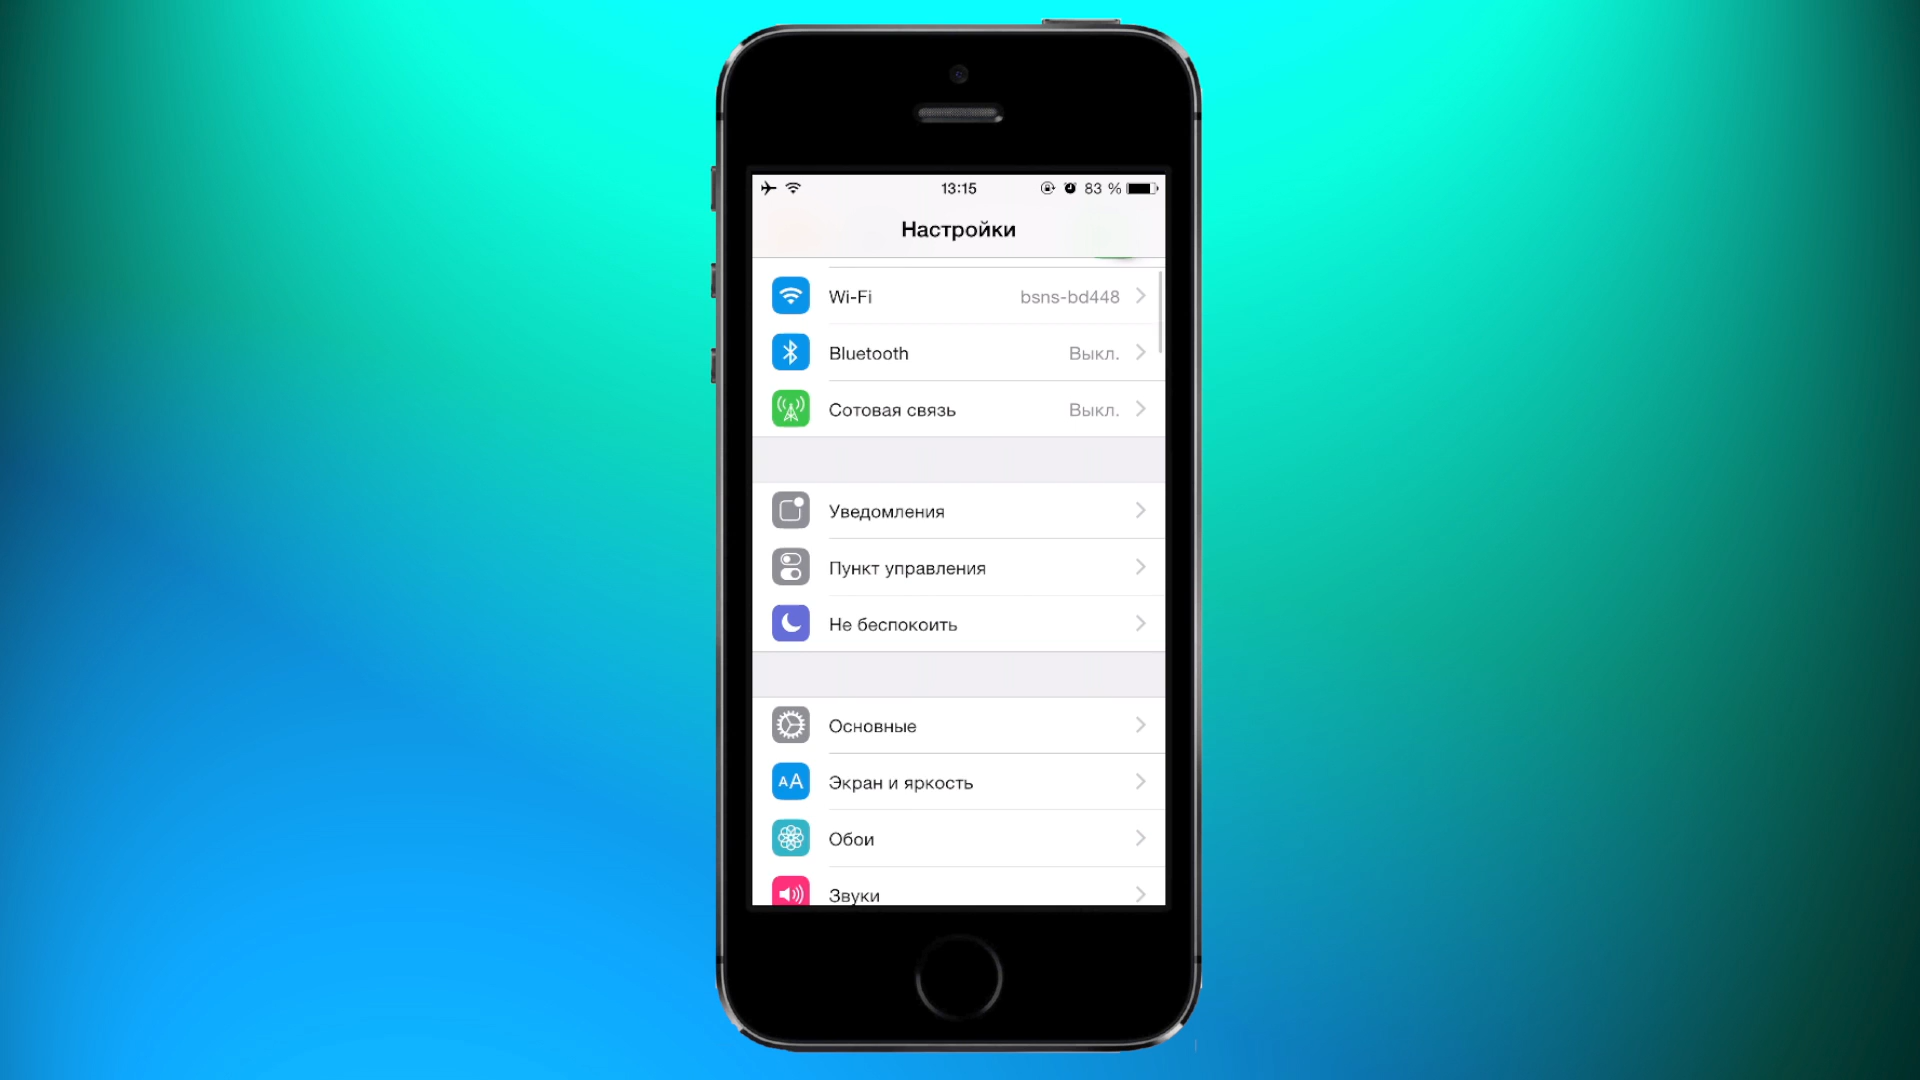 13:15 83 %
Настройки
Wi-Fi bsns-bd448
Bluetooth Выкл.
Сотовая связь Выкл.
Уведомления
Пункт управления
Не беспокоить
Основные
AA Экран и яркость
Обои
Звуки